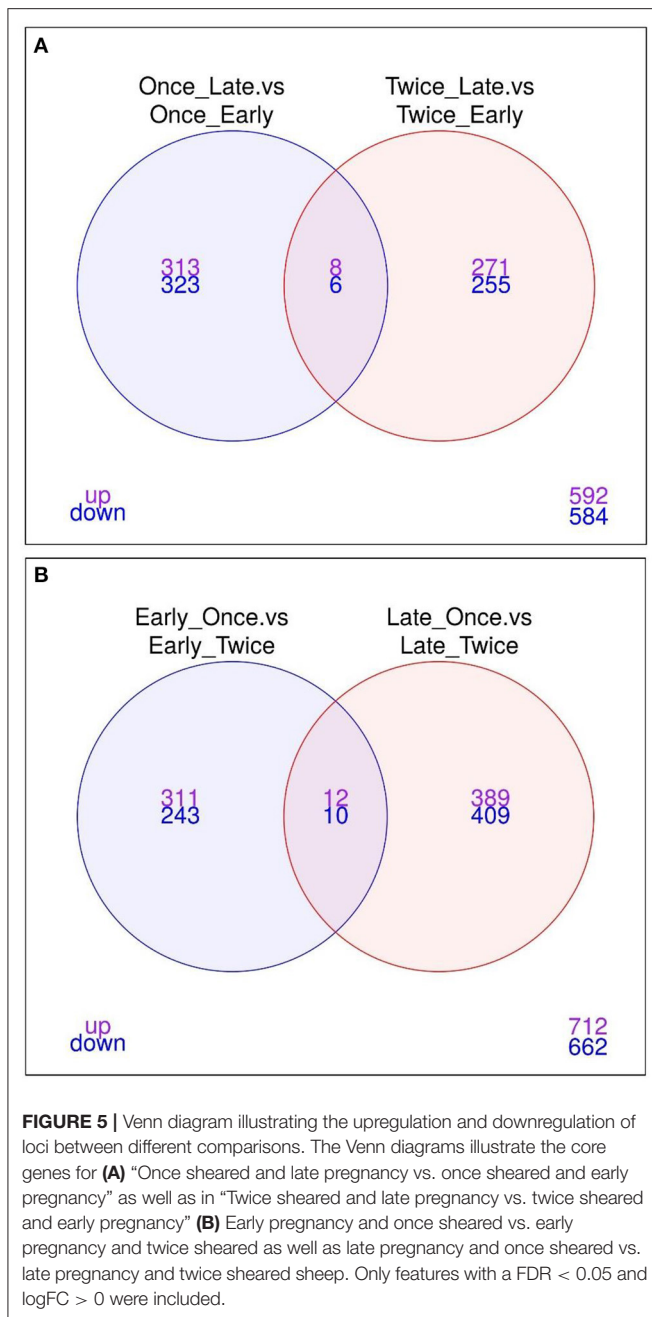 A
Once_Late.vs
Once_Early
Twice_Late.vs
Twice_Early
313
323
8
6
271
255
up
down
592
584
B
Early_Once.vs
Early_Twice
Late_Once.vs
Late_Twice
311
243
12
10
389
409
up
down
712
662
FIGURE 5 | Venn diagram illustrating the upregulation and downregulation of
loci between different comparisons. The Venn diagrams illustrate the core
genes for (A) “Once sheared and late pregnancy vs. once sheared and early
pregnancy” as well as in “Twice sheared and late pregnancy vs. twice sheared
and early pregnancy” (B) Early pregnancy and once sheared vs. early
pregnancy and twice sheared as well as late pregnancy and once sheared vs.
late pregnancy and twice sheared sheep. Only features with a FDR < 0.05 and
logFC > 0 were included.